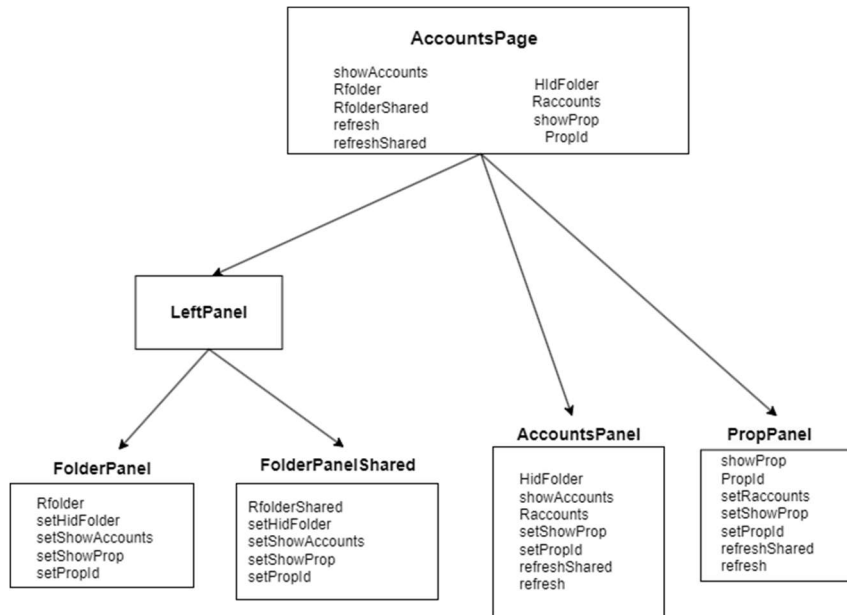 AccountsPage
showAccounts
Rfolder
RfolderShared
refresh
refreshShared
HIdFolder
Raccounts
showProp
PropId
LeftPanel
FolderPanel
Rfolder
setHidFolder
setShowAccounts
setShowProp
setPropId
FolderPanelShared
RfolderShared
setHidFolder
setShowAccounts
setShowProp
setPropId
AccountsPanel
HidFolder
showAccounts
Raccounts
setShowProp
setPropId
refreshShared
refresh
PropPanel
showProp
PropId
setRaccounts
setShowProp
setPropId
refreshShared
refresh